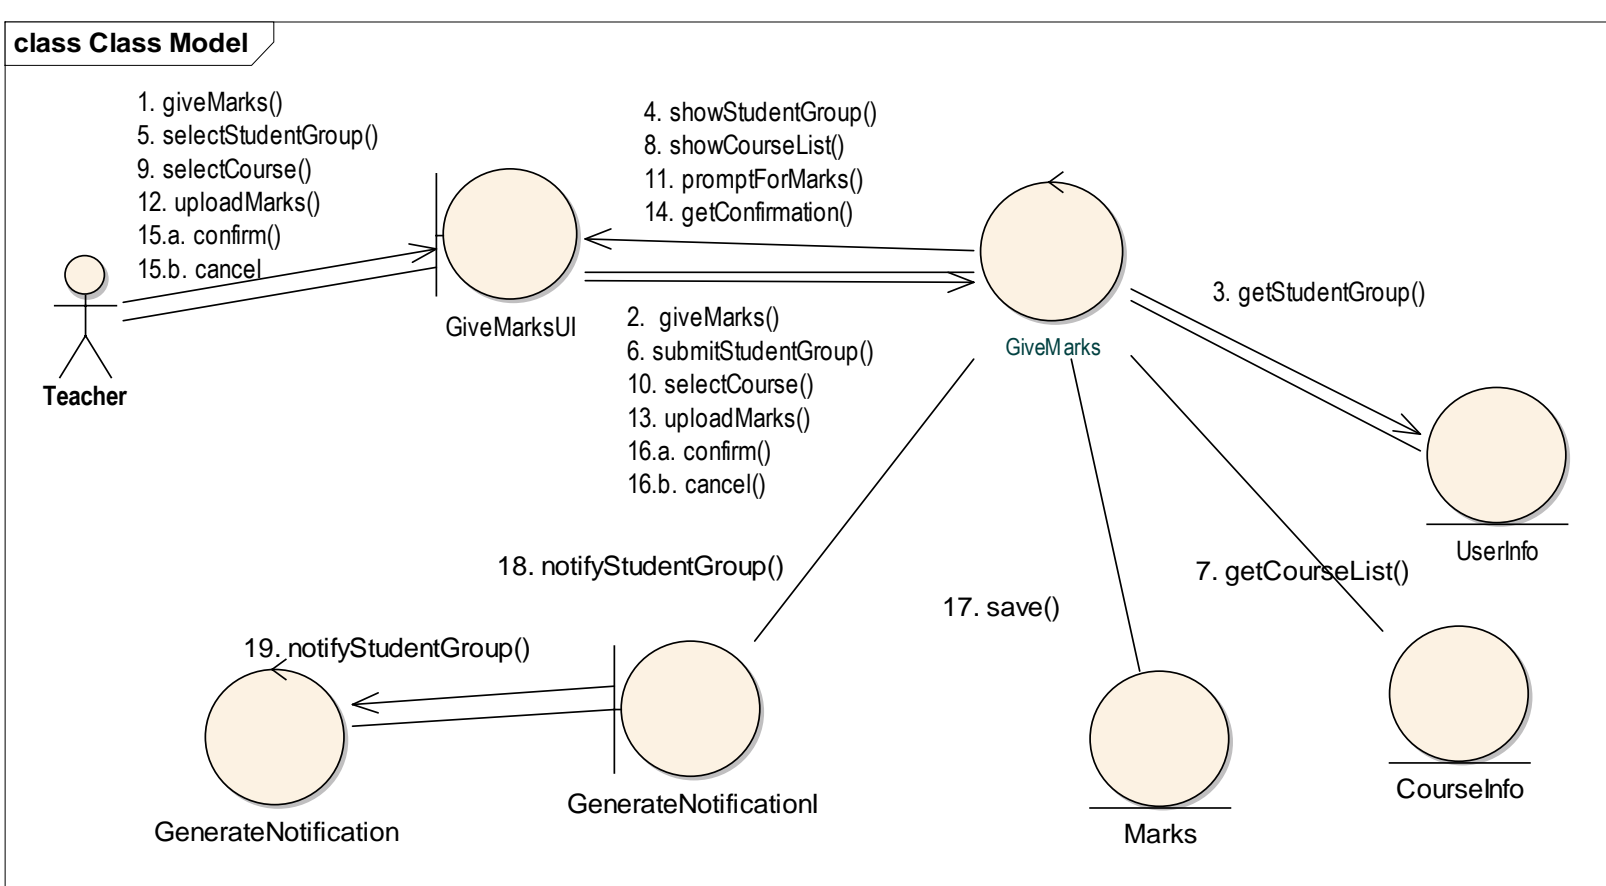 class Class Model
1. giveMarks()
5. selectStudentGroup()
9. selectCourse()
12. uploadMarks()
15.a. confirm()
15.b. cancel
4. showStudentGroup()
8. showCourseList()
11. promptForMarks()
14. getConfirmation()
3. getStudentGroup()
GiveMarksUI
2. giveMarks()
6. submitStudentGroup()
10. selectCourse()
13. uploadMarks()
16.a. confirm()
16.b. cancel()
GiveMarks
Teacher
UserInfo
18. notifyStudentGroup()
7. getCourseList()
17. save()
19. notifyStudentGroup()
GenerateNotificationI
CourseInfo
GenerateNotification
Marks